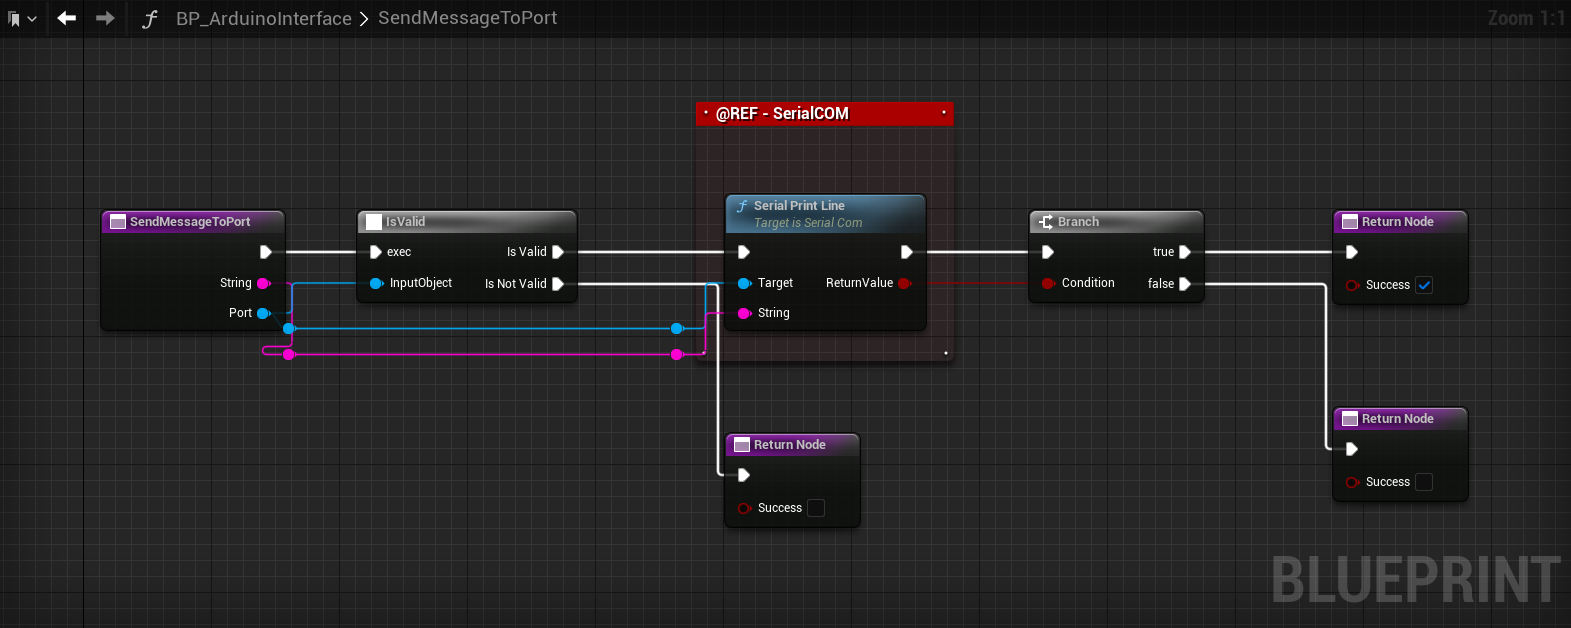 BP_ArduinoInterface > SendMessageToPort
Zoom 1:1
@REF - SerialCOM
SendMessageToPort
String
Port
IsValid
exec
Is Valid
InputObject
Is Not Valid
Serial Print Line
Target is Serial Com
Target
ReturnValue
String
Branch
true
Condition
false
Return Node
Success
Return Node
Success
Return Node
Success
BLUEPRINT